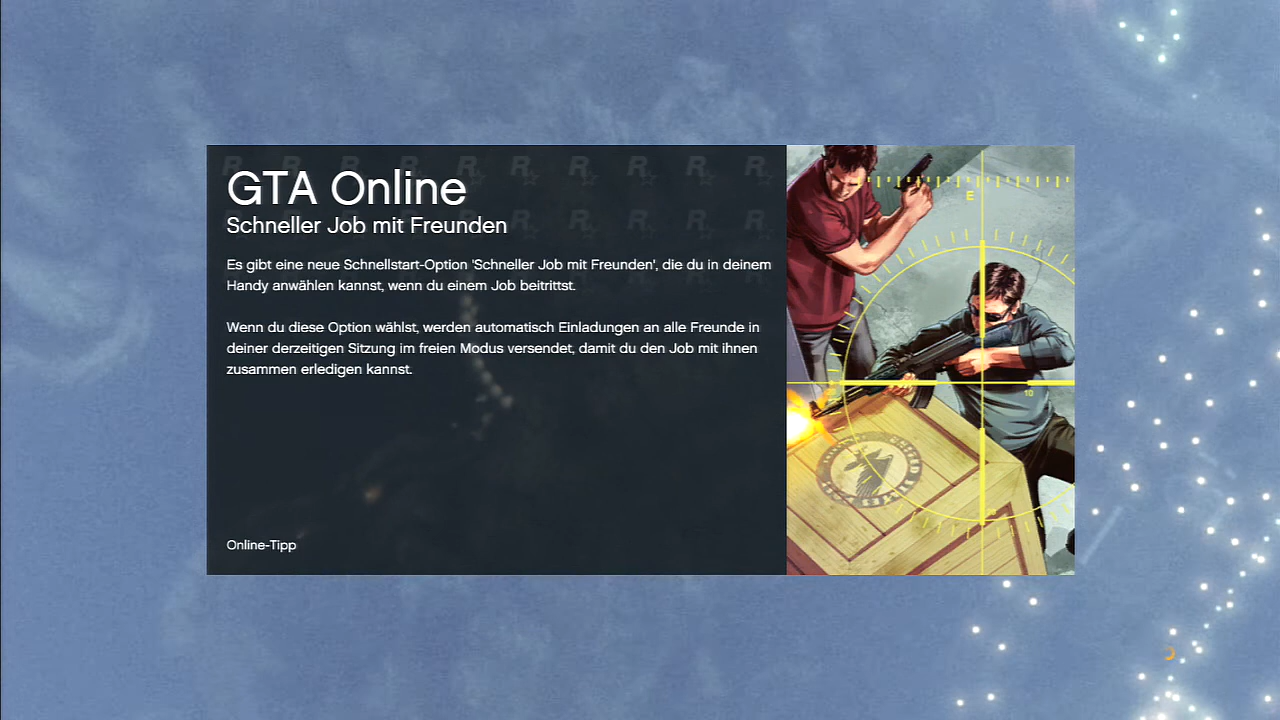 GTA Online
Schneller Job mit Freunden
Es gibt eine neue Schnellstart-Option 'Schneller Job mit Freunden', die du in deinem
Handy anwählen kannst, wenn du einem Job beitrittst.
Wenn du diese Option wählst, werden automatisch Einladungen an alle Freunde in
deiner derzeitigen Sitzung im freien Modus versendet, damit du den Job mit ihnen
zusammen erledigen kannst.
Online-Tipp
E
10